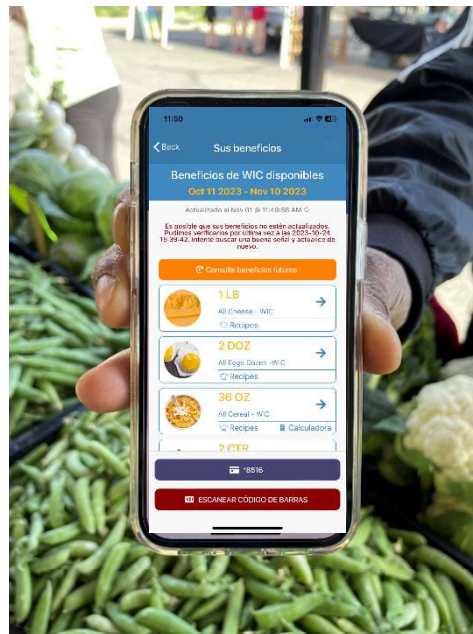 11:50
Back
Sus beneficios
Beneficios de WIC disponibles
Oct 11 2023 - Nov 10 2023
Actualizado al Nov 01 @ 11:49:56 AM
Es posible que sus beneficios no estén actualizados.
Pudimos verificarlos por última vez a las 2023-10-24
15:39:42. Intente buscar una buena señal y actualice de
nuevo.
Consulte beneficios futuros
1 LB
All Cheese - WIC
Recipes
2 DOZ
All Eggs Dozen -WIC
Recipes
36 OZ
All Cereal - WIC
Recipes Calculadora
2 CTR
*8516
ESCANEAR CÓDIGO DE BARRAS